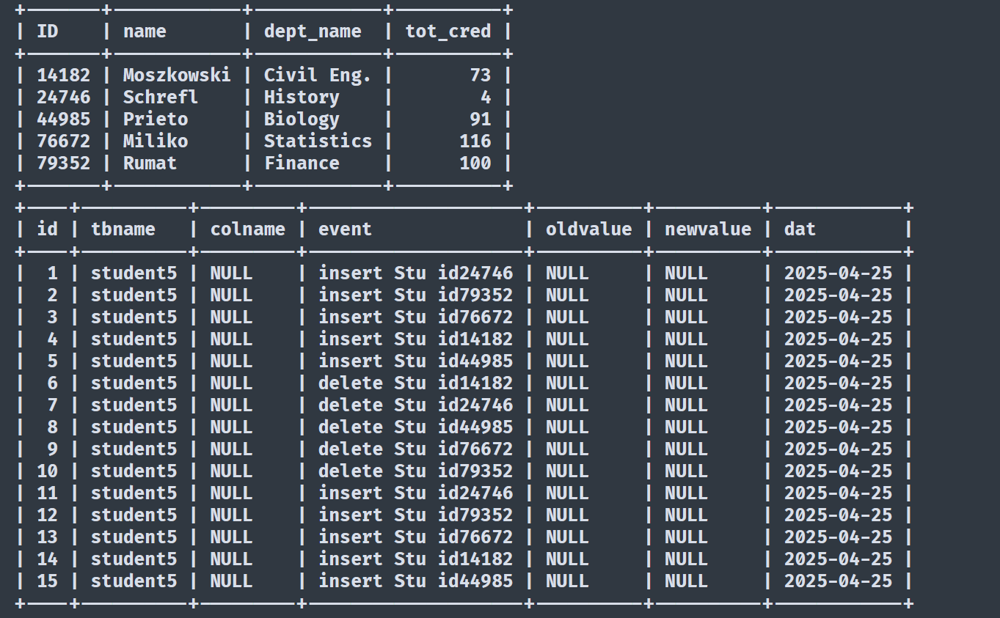 +-------+------------+-------------+----------+
| ID    | name       | dept_name   | tot_cred |
+-------+------------+-------------+----------+
| 14182 | Moszkowski | Civil Eng.  |       73 |
| 24746 | Schrefl    | History     |        4 |
| 44985 | Prieto     | Biology     |       91 |
| 76672 | Miliko     | Statistics  |      116 |
| 79352 | Rumat      | Finance     |      100 |
+-------+------------+-------------+----------+
+----+----------+---------+--------------------+----------+----------+------------+
| id | tbname   | colname | event              | oldvalue | newvalue | dat        |
+----+----------+---------+--------------------+----------+----------+------------+
|  1 | student5 | NULL    | insert Stu id24746 | NULL     | NULL     | 2025-04-25 |
|  2 | student5 | NULL    | insert Stu id79352 | NULL     | NULL     | 2025-04-25 |
|  3 | student5 | NULL    | insert Stu id76672 | NULL     | NULL     | 2025-04-25 |
|  4 | student5 | NULL    | insert Stu id14182 | NULL     | NULL     | 2025-04-25 |
|  5 | student5 | NULL    | insert Stu id44985 | NULL     | NULL     | 2025-04-25 |
|  6 | student5 | NULL    | delete Stu id14182 | NULL     | NULL     | 2025-04-25 |
|  7 | student5 | NULL    | delete Stu id24746 | NULL     | NULL     | 2025-04-25 |
|  8 | student5 | NULL    | delete Stu id44985 | NULL     | NULL     | 2025-04-25 |
|  9 | student5 | NULL    | delete Stu id76672 | NULL     | NULL     | 2025-04-25 |
| 10 | student5 | NULL    | delete Stu id79352 | NULL     | NULL     | 2025-04-25 |
| 11 | student5 | NULL    | insert Stu id24746 | NULL     | NULL     | 2025-04-25 |
| 12 | student5 | NULL    | insert Stu id79352 | NULL     | NULL     | 2025-04-25 |
| 13 | student5 | NULL    | insert Stu id76672 | NULL     | NULL     | 2025-04-25 |
| 14 | student5 | NULL    | insert Stu id14182 | NULL     | NULL     | 2025-04-25 |
| 15 | student5 | NULL    | insert Stu id44985 | NULL     | NULL     | 2025-04-25 |
+----+----------+---------+--------------------+----------+----------+------------+